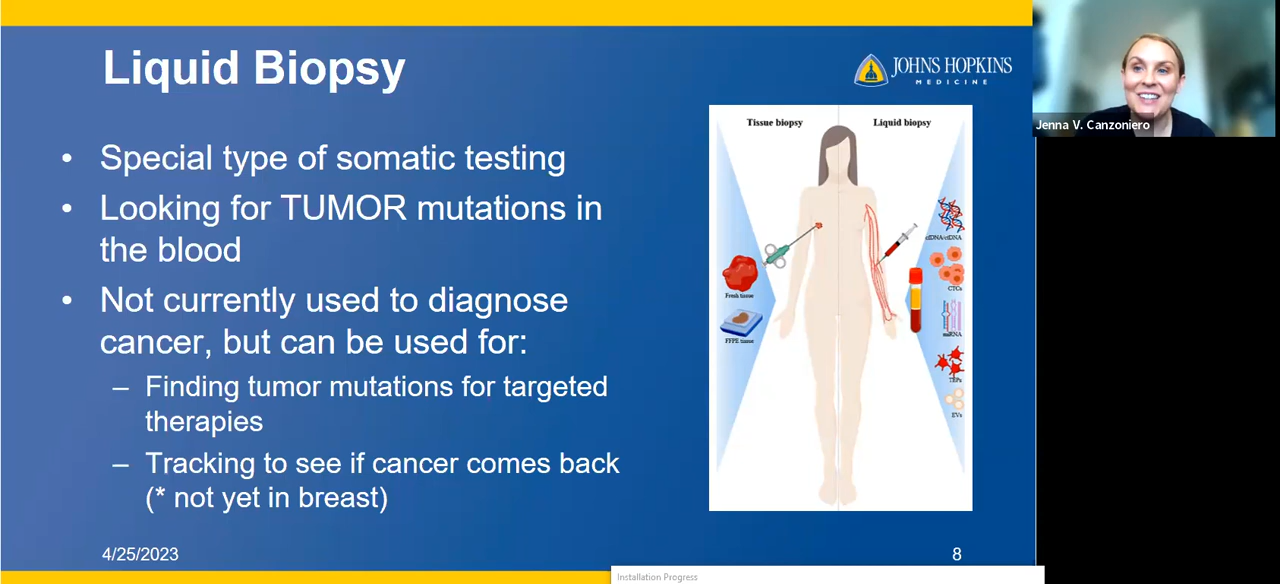 Liquid Biopsy
JOHNS HOPKINS
MEDICINE
• Special type of somatic testing
• Looking for TUMOR mutations in
the blood
• Not currently used to diagnose
cancer, but can be used for:
– Finding tumor mutations for targeted
therapies
– Tracking to see if cancer comes back
(* not yet in breast)
Tissue biopsy
Liquid biopsy
Fresh tissue
FFPE tissue
CTCs
EVs
4/25/2023
8
Jenna V. Canzoniero
Installation Progress